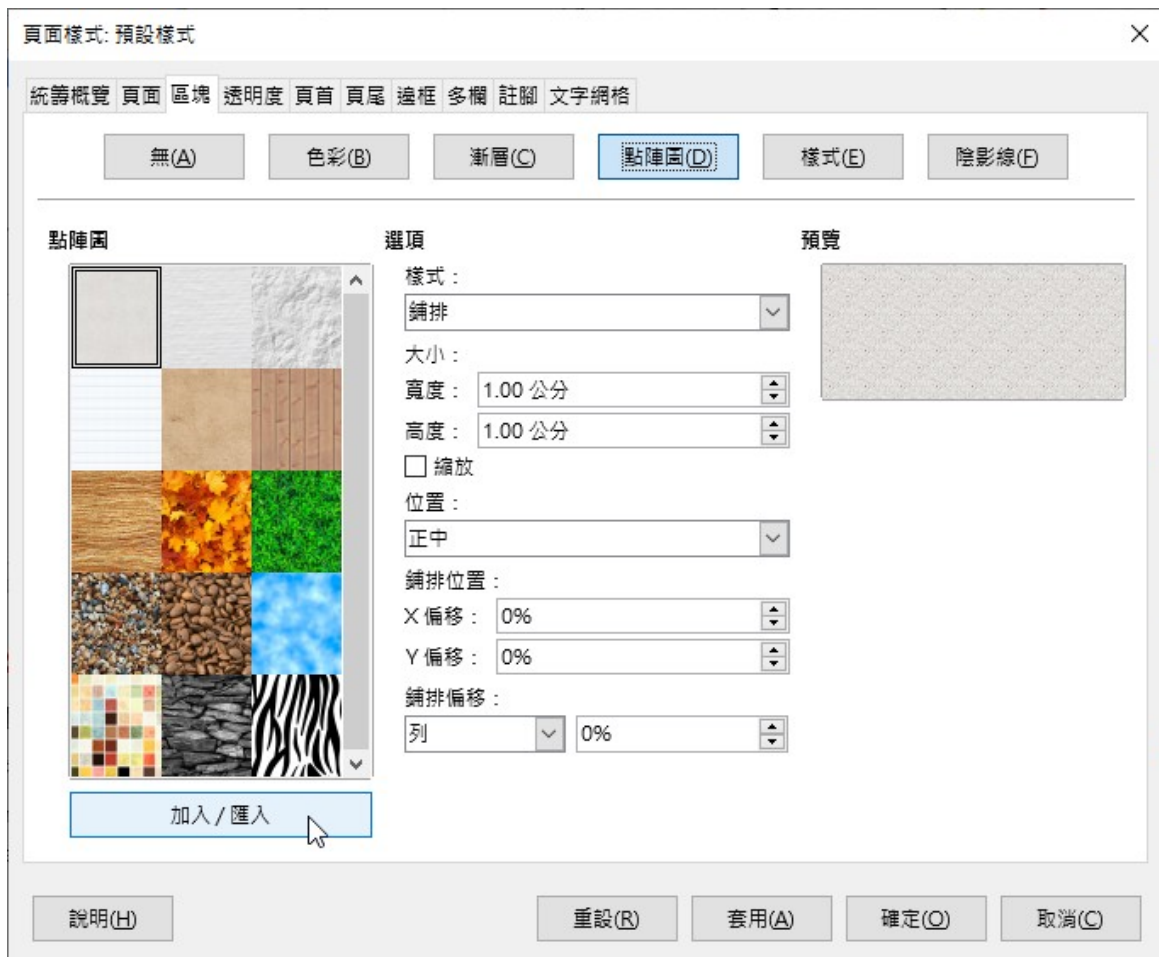 頁面樣式: 預設樣式
統籌概覽 頁面 區塊 透明度 頁首 頁尾 邊框 多欄 註腳 文字網格
無(A) 色彩(B) 漸層(C) 點陣圖(D) 樣式(E) 陰影線(F)
點陣圖 選項 預覽
樣式：
鋪排
大小：
寬度： 1.00 公分
高度： 1.00 公分
縮放
位置：
正中
鋪排位置：
X 偏移： 0%
Y 偏移： 0%
鋪排偏移：
列 0%
加入 / 匯入
說明(H) 重設(R) 套用(A) 確定(O) 取消(C)